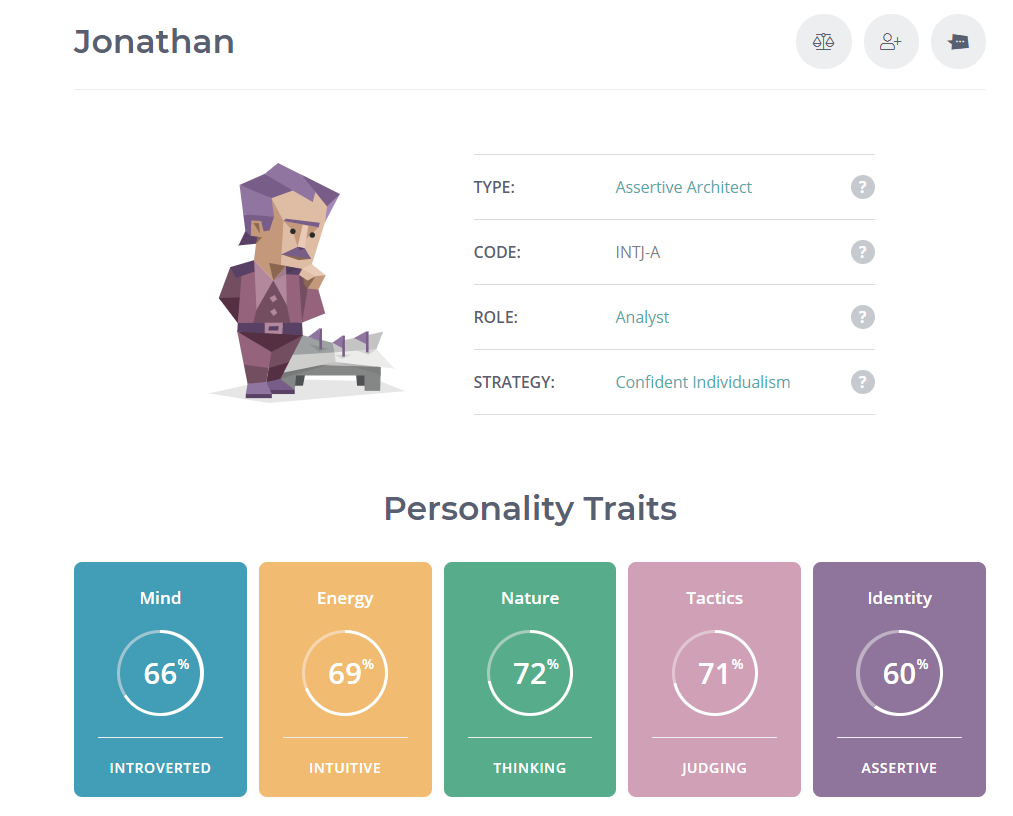 Jonathan
TYPE: Assertive Architect ?
CODE: INTJ-A ?
ROLE: Analyst ?
STRATEGY: Confident Individualism ?
Personality Traits
Mind Energy Nature Tactics Identity
66% 69% 72% 71% 60%
INTROVERTED INTUITIVE THINKING JUDGING ASSERTIVE